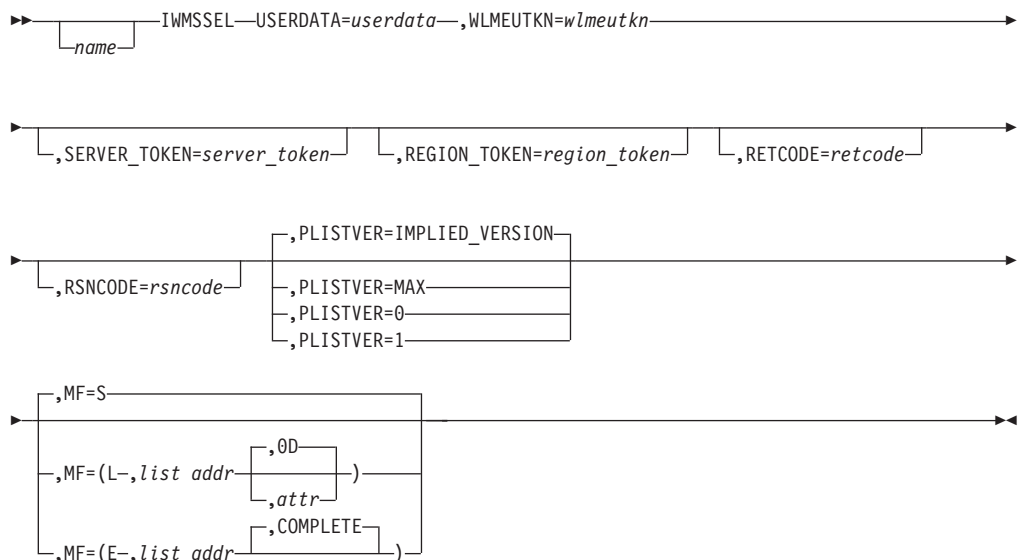 IWMSSEL USERDATA=userdata ,WLMEUTKN=wlmeutkn
name
,SERVER_TOKEN=server_token ,REGION_TOKEN=region_token ,RETCODE=retcode
,PLISTVER=IMPLIED_VERSION
,RSNCODE=rsncode ,PLISTVER=MAX
,PLISTVER=0
,PLISTVER=1
,MF=S
,0D
,MF=(L ,list addr )
,attr
,COMPLETE
,MF=(E ,list addr )